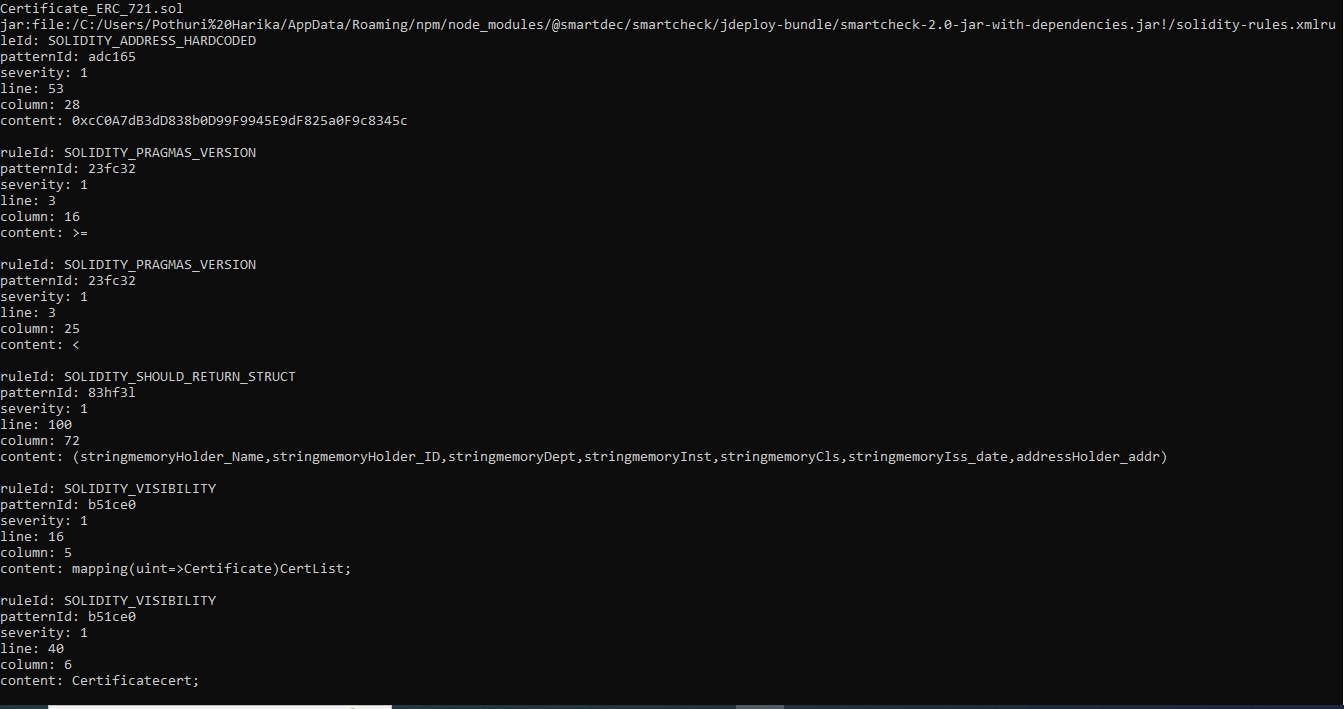 Certificate_ERC_721.sol
jar:file:/C:/Users/Pothuri%20Harika/AppData/Roaming/npm/node_modules/@smartdec/smartcheck/jdeploy-bundle/smartcheck-2.0-jar-with-dependencies.jar!/solidity-rules.xmlru
leId: SOLIDITY_ADDRESS_HARDCODED
patternId: adc165
severity: 1
line: 53
column: 28
content: 0xcC0A7dB3dD838b0D99F9945E9dF825a0F9c8345c
ruleId: SOLIDITY_PRAGMAS_VERSION
patternId: 23fc32
severity: 1
line: 3
column: 16
content: >=
ruleId: SOLIDITY_PRAGMAS_VERSION
patternId: 23fc32
severity: 1
line: 3
column: 25
content: <
ruleId: SOLIDITY_SHOULD_RETURN_STRUCT
patternId: 83hf3l
severity: 1
line: 100
column: 72
content: (stringmemoryHolder_Name,stringmemoryHolder_ID,stringmemoryDept,stringmemoryInst,stringmemoryCls,stringmemoryIss_date,addressHolder_addr)
ruleId: SOLIDITY_VISIBILITY
patternId: b51ce0
severity: 1
line: 16
column: 5
content: mapping(uint=>Certificate)CertList;
ruleId: SOLIDITY_VISIBILITY
patternId: b51ce0
severity: 1
line: 40
column: 6
content: Certificatecert;